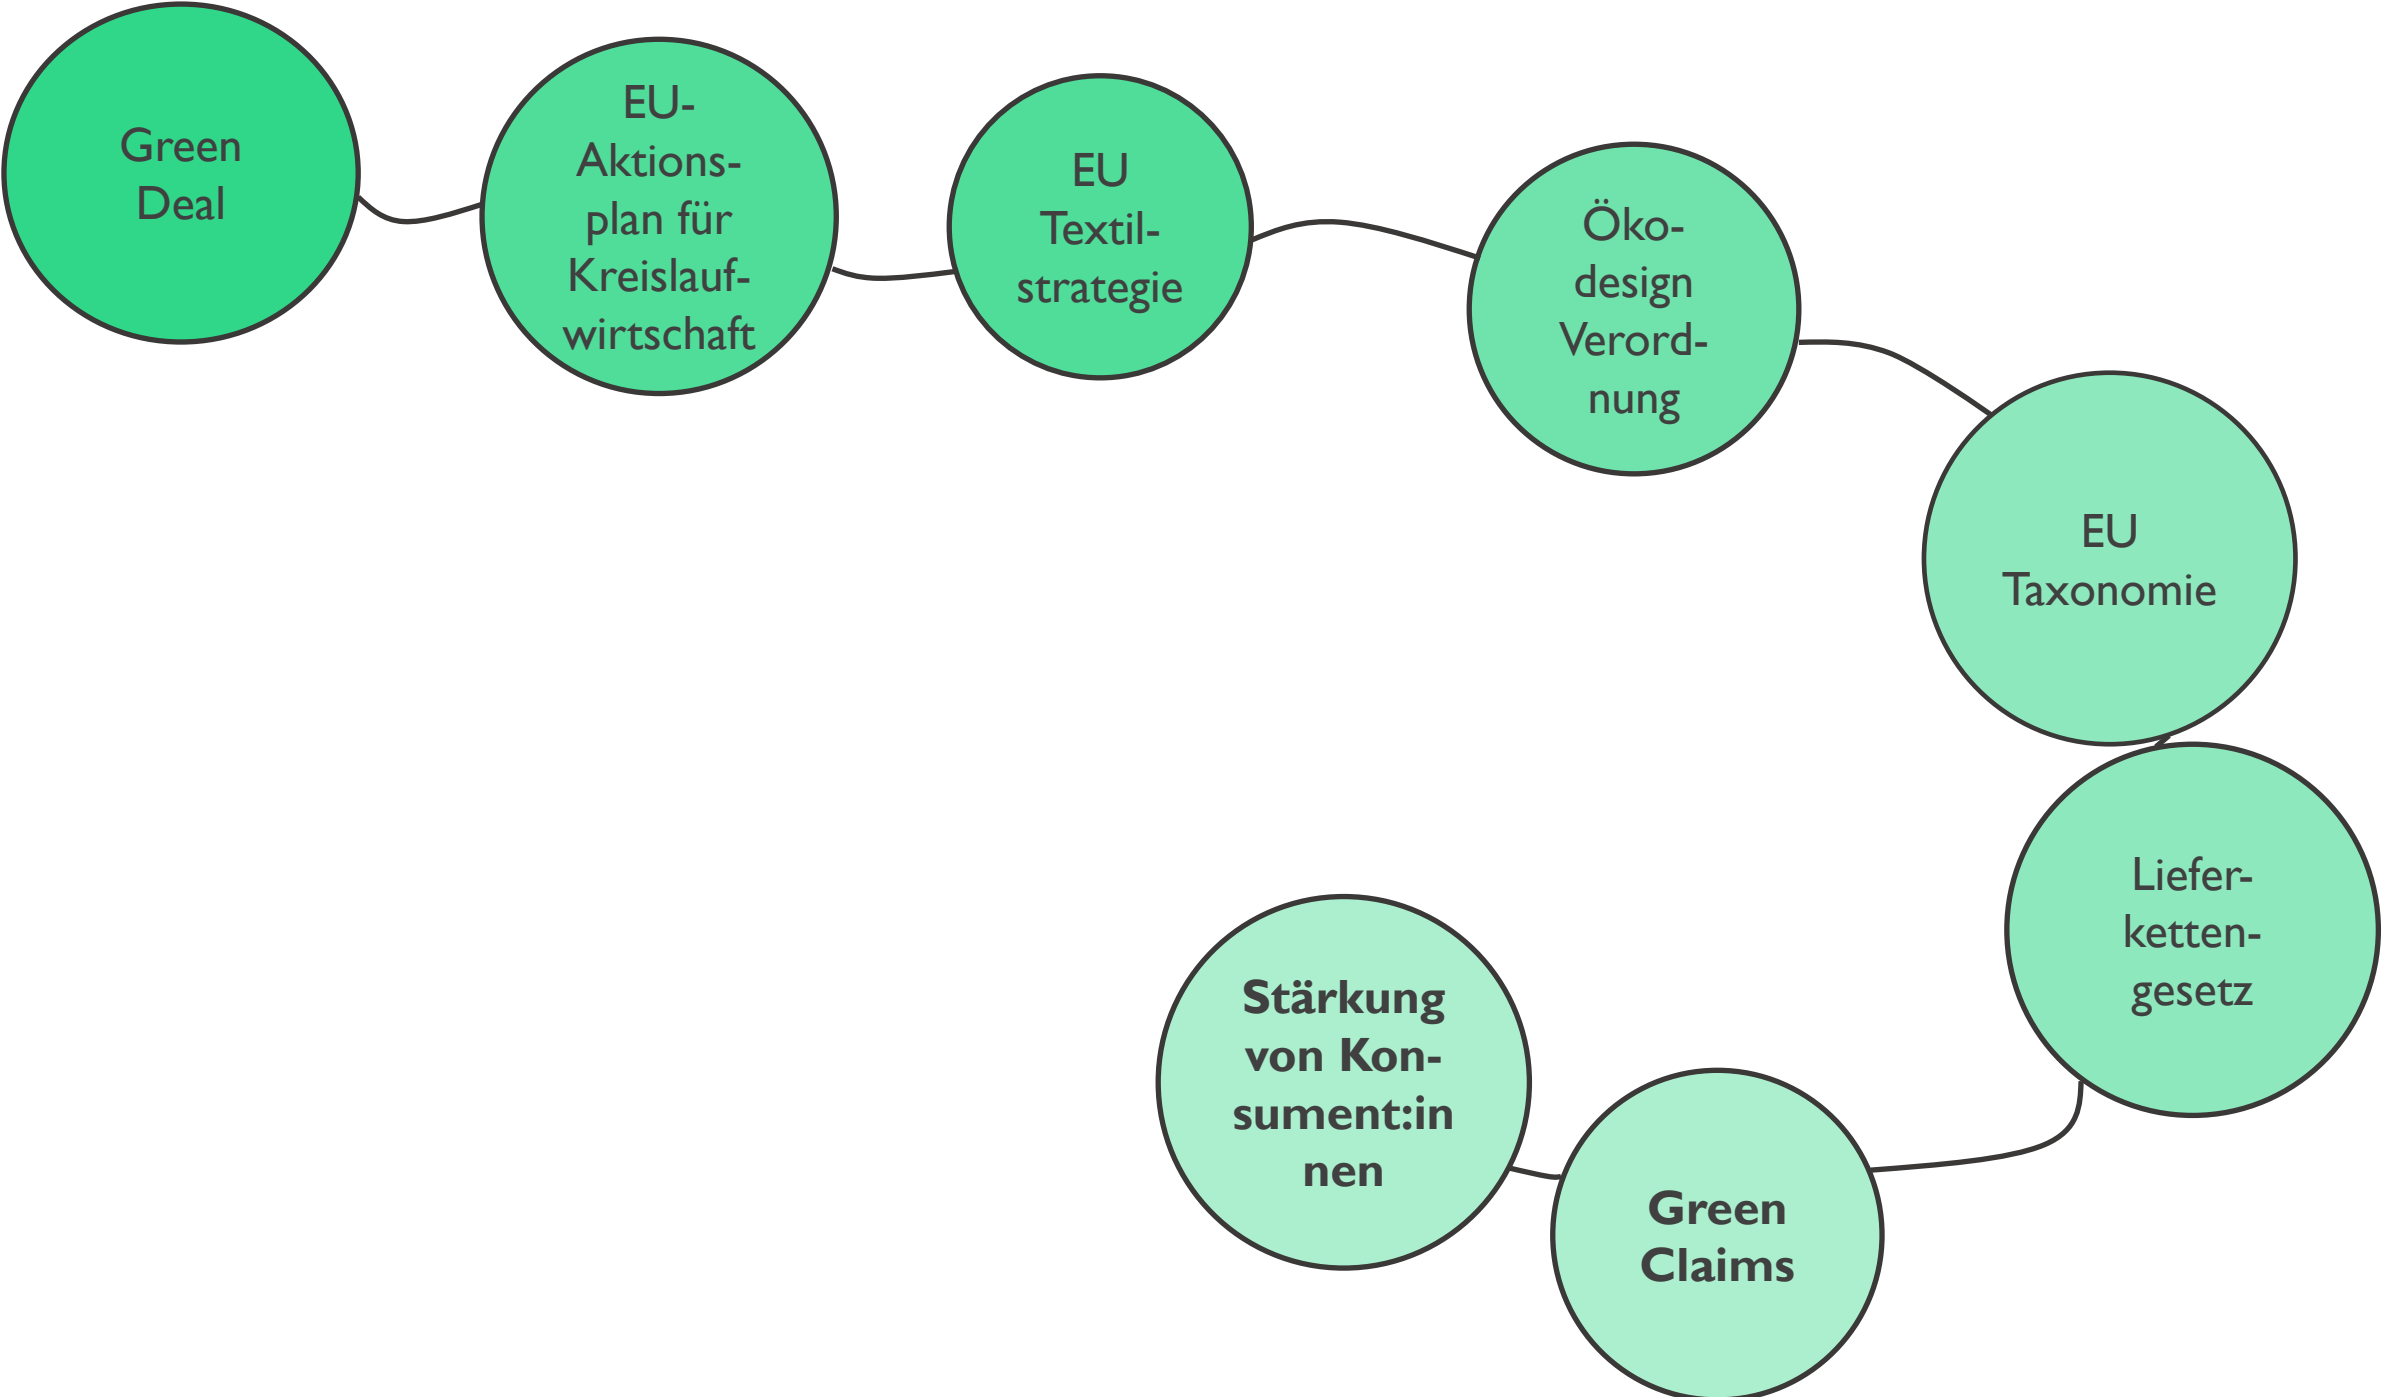 Green
Deal
EU-
Aktions-
plan für
Kreislauf-
wirtschaft
EU
Textil-
strategie
Öko-
design
Verord-
nung
EU
Taxonomie
Liefer-
ketten-
gesetz
Green
Claims
Stärkung
von Kon-
sument:in
nen